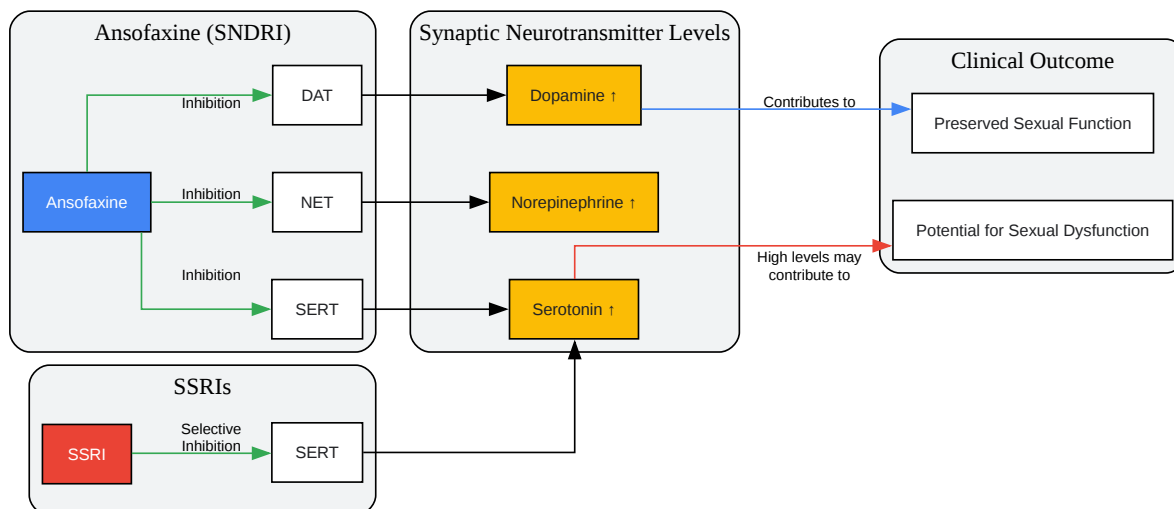 Ansofaxine (SNDRI)
Synaptic Neurotransmitter Levels
Clinical Outcome
Inhibition
DAT
Dopamine ↑
Contributes to
Preserved Sexual Function
Ansofaxine
Inhibition
NET
Norepinephrine ↑
Potential for Sexual Dysfunction
High levels may
contribute to
Inhibition
SERT
Serotonin ↑
SSRIs
SSRI
Selective
Inhibition
SERT